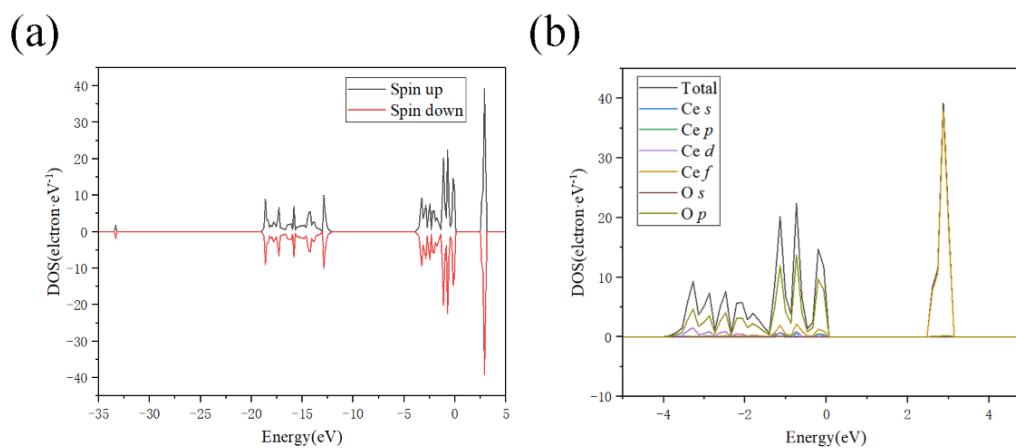 (a)
Spin up
Spin down
DOS(elctron·eV-1)
40
30
20
10
0
-10
-20
-30
-40
-35
-30
-25
-20
-15
-10
-5
0
5
Energy(eV)
(b)
Total
Ce s
Ce p
Ce d
Ce f
O s
O p
DOS(elctron·eV-1)
40
30
20
10
0
-10
-4
-2
0
2
4
Energy(eV)